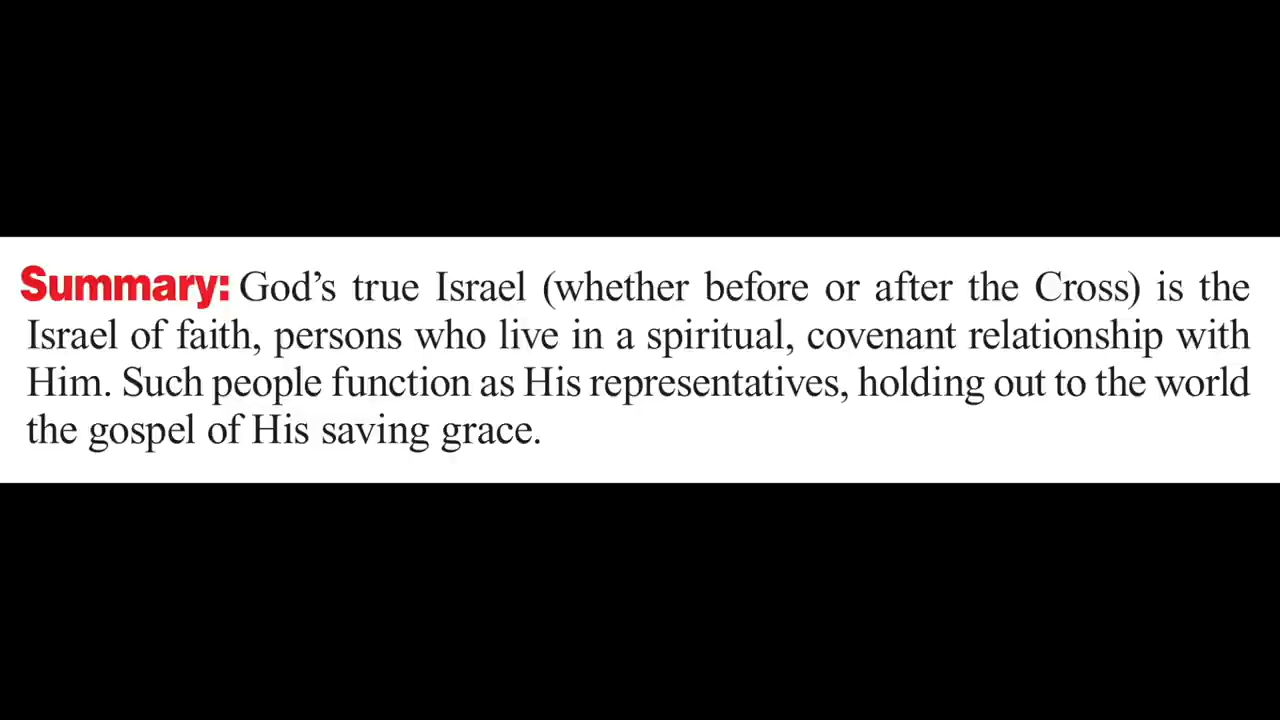 Summary: God’s true Israel (whether before or after the Cross) is the
Israel of faith, persons who live in a spiritual, covenant relationship with
Him. Such people function as His representatives, holding out to the world
the gospel of His saving grace.